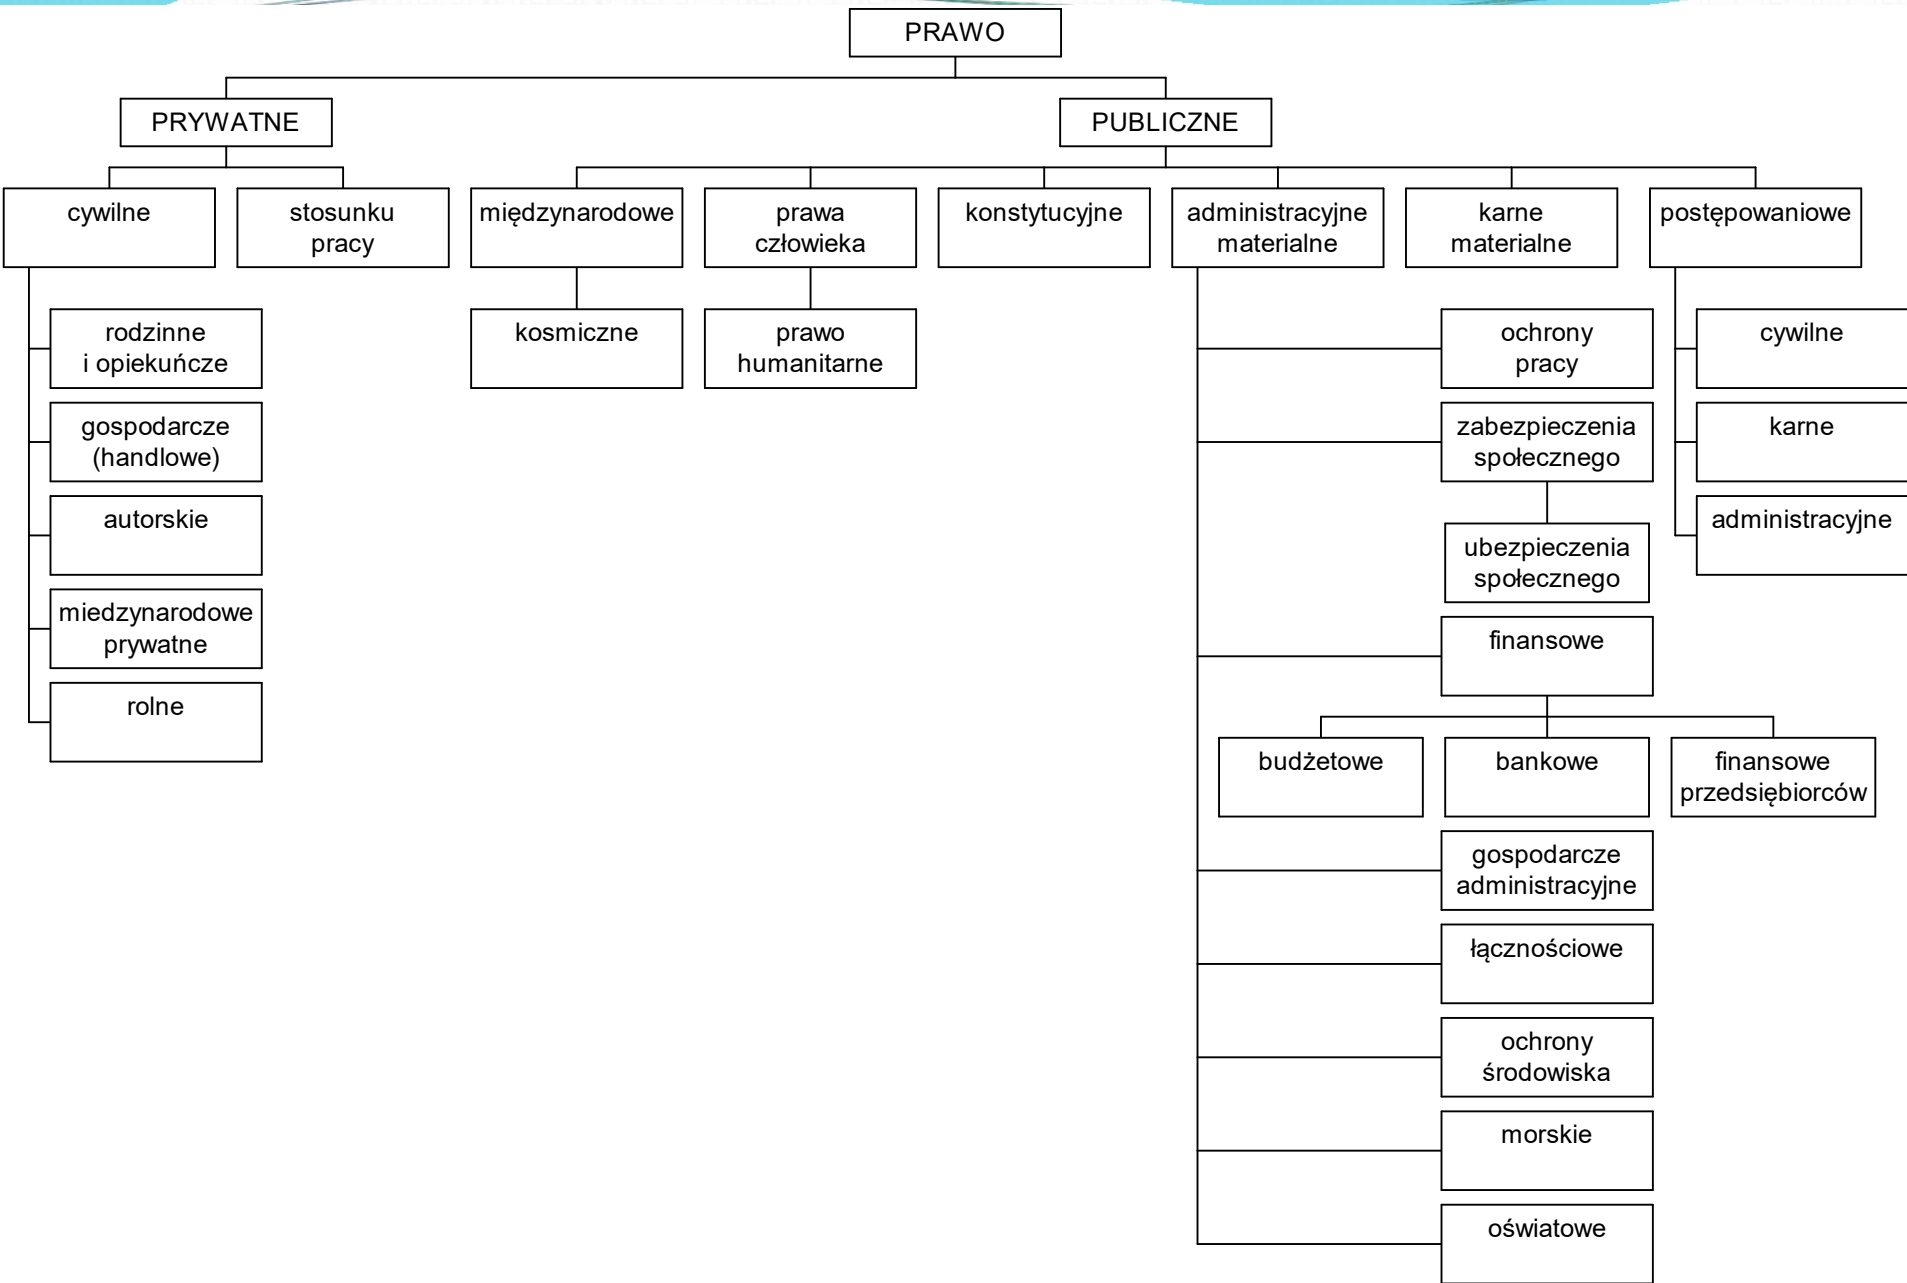 PRAWO
PRYWATNE
PUBLICZNE
cywilne
stosunku
pracy
międzynarodowe
prawa
człowieka
konstytucyjne
administracyjne
materialne
karne
materialne
postępowaniowe
rodzinne
i opiekuńcze
gospodarcze
(handlowe)
autorskie
miedzynarodowe
prywatne
rolne
kosmiczne
prawo
humanitarne
ochrony
pracy
zabezpieczenia
społecznego
ubezpieczenia
społecznego
finansowe
budżetowe
bankowe
finansowe
przedsiębiorców
gospodarcze
administracyjne
łącznościowe
ochrony
środowiska
morskie
oświatowe
cywilne
karne
administracyjne